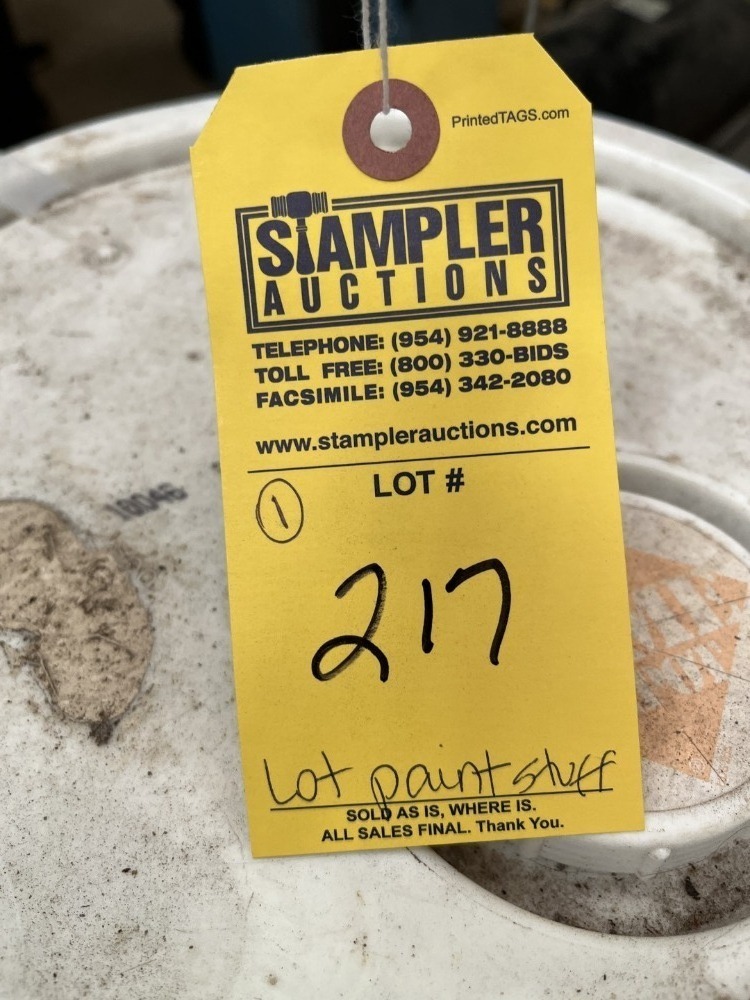 PrintedTAGS.com
STAMPLER
AUCTIONS
TELEPHONE: (954) 921-8888
TOLL FREE: (800) 330-BIDS
FACSIMILE: (954) 342-2080
www.stamplerauctions.com
LOT #
1
217
Lot paint stuff
SOLD AS IS, WHERE IS.
ALL SALES FINAL. Thank You.